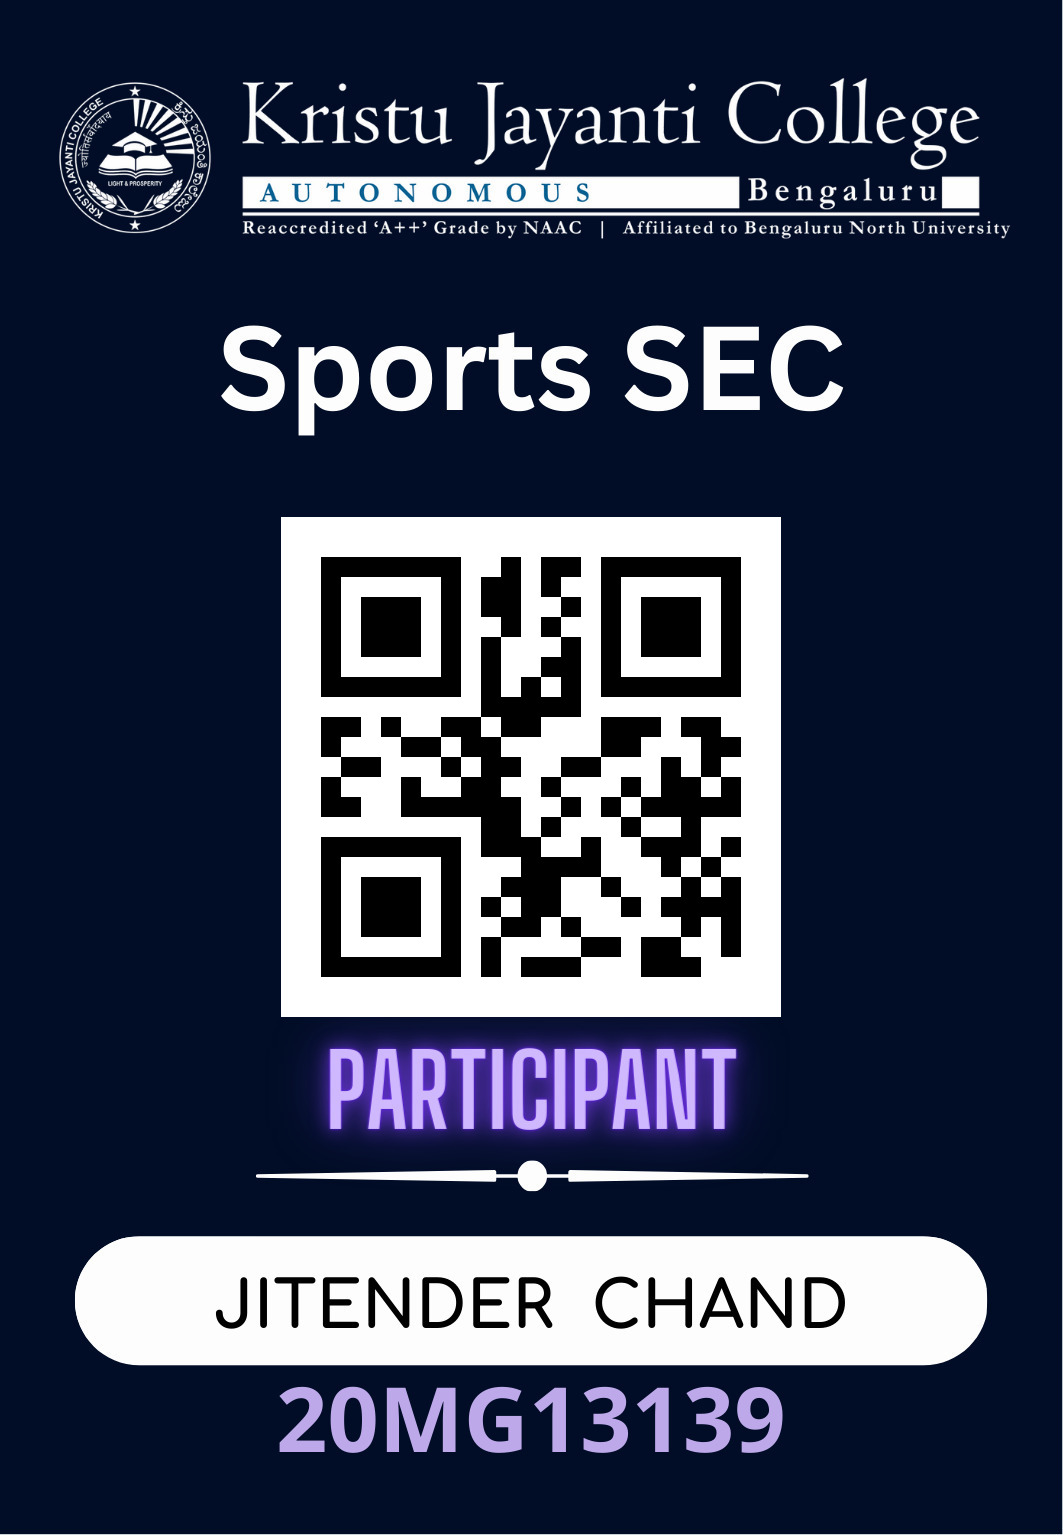 KRISTU JAYANTI COLLEGE
ಕ್ರಿಸ್ತು ಜಯಂತಿ ಕಾಲೇಜು
LIGHT & PROSPERITY
Kristu Jayanti College
AUTONOMOUS Bengaluru
Reaccredited ‘A++’ Grade by NAAC | Affiliated to Bengaluru North University
Sports SEC
PARTICIPANT
JITENDER CHAND
20MG13139